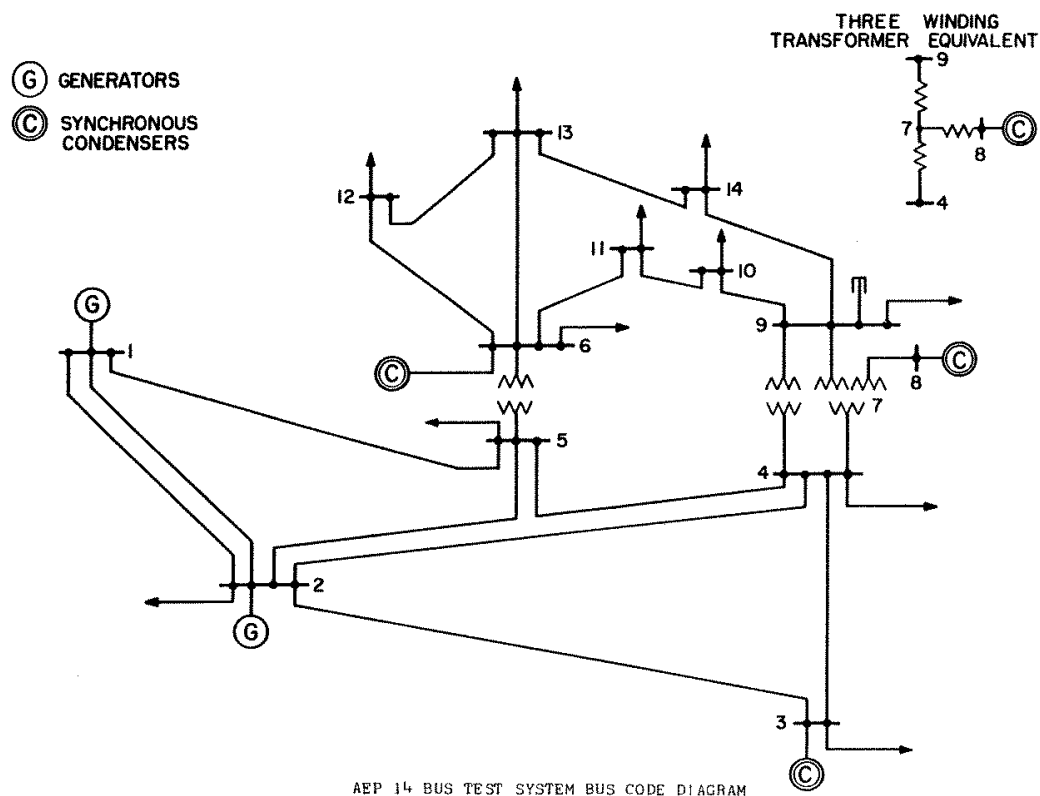 THREE WINDING
TRANSFORMER EQUIVALENT
9
7
C
8
4
G GENERATORS
C SYNCHRONOUS
CONDENSERS
13
12
14
11
10
G
1
9
6
C
8
C
7
5
4
2
G
3
C
AEP 14 BUS TEST SYSTEM BUS CODE DIAGRAM